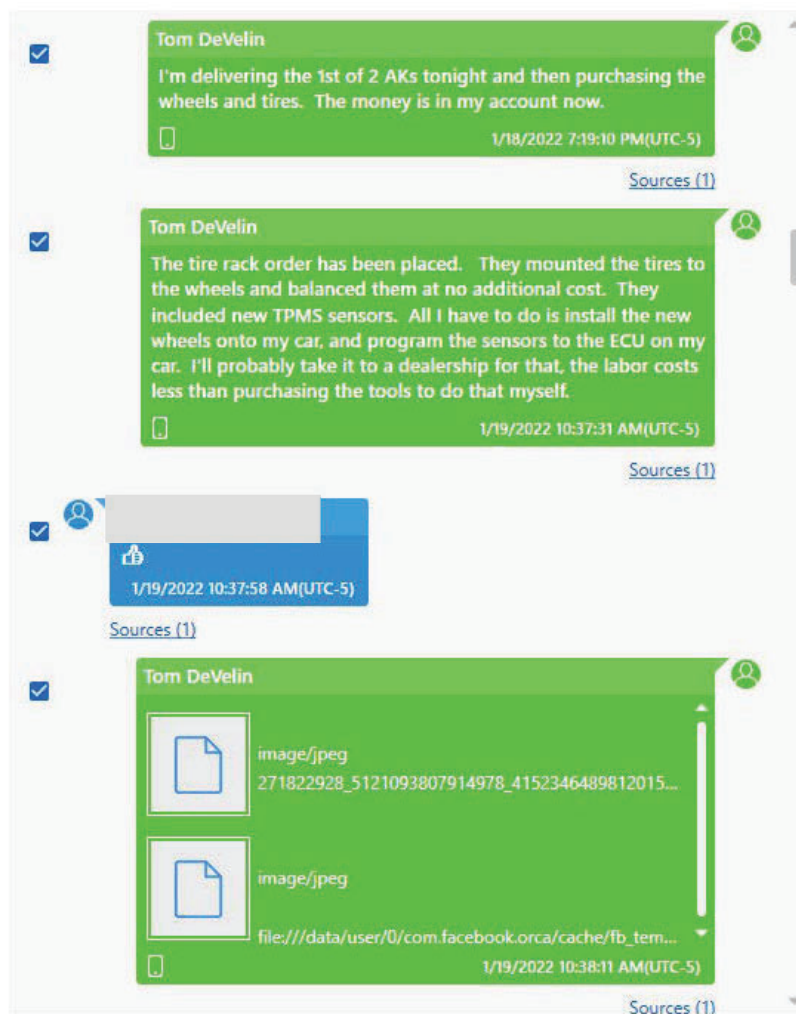 Tom DeVelin
I'm delivering the 1st of 2 AKs tonight and then purchasing the
wheels and tires.  The money is in my account now.
1/18/2022 7:19:10 PM(UTC-5)
Sources (1)
Tom DeVelin
The tire rack order has been placed.   They mounted the tires to
the wheels and balanced them at no additional cost.  They
included new TPMS sensors.  All I have to do is install the new
wheels onto my car, and program the sensors to the ECU on my
car.  I'll probably take it to a dealership for that, the labor costs
less than purchasing the tools to do that myself.
1/19/2022 10:37:31 AM(UTC-5)
Sources (1)
1/19/2022 10:37:58 AM(UTC-5)
Sources (1)
Tom DeVelin
image/jpeg
271822928_5121093807914978_4152346489812015...
image/jpeg
file:///data/user/0/com.facebook.orca/cache/fb_tem...
1/19/2022 10:38:11 AM(UTC-5)
Sources (1)